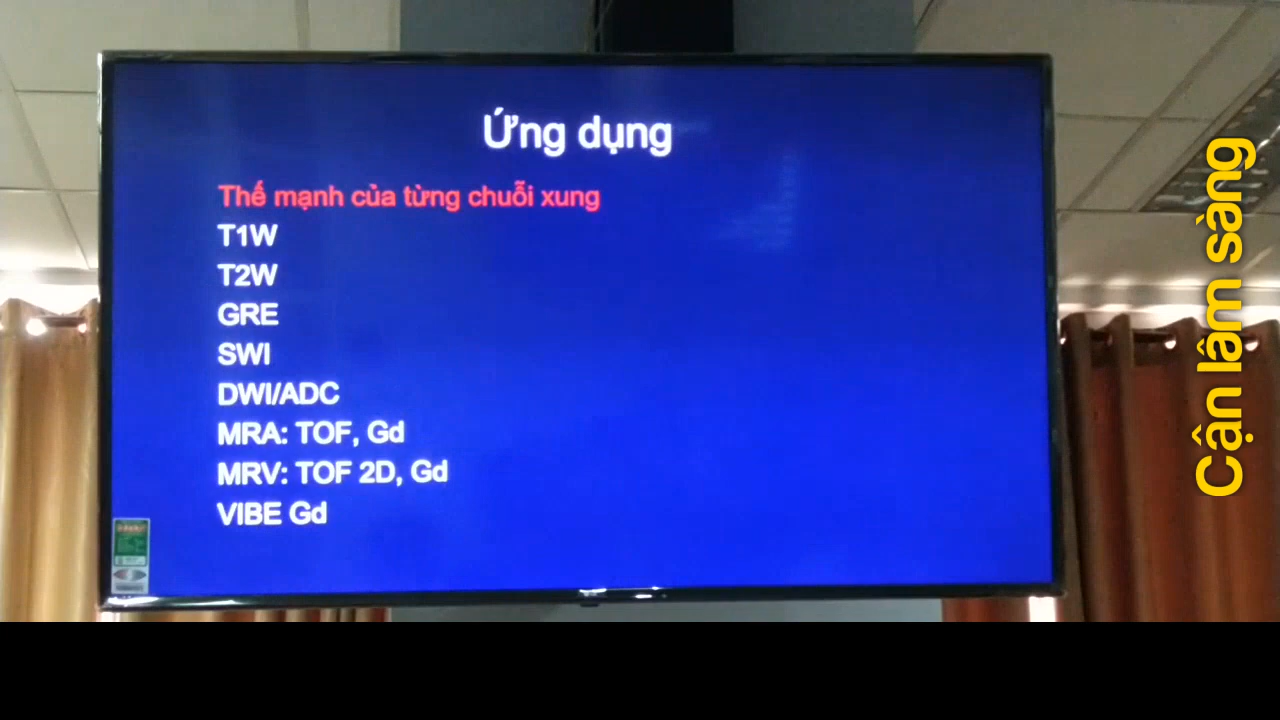 Ứng dụng
Thế mạnh của từng chuỗi xung
T1W
T2W
GRE
SWI
DWI/ADC
MRA: TOF, Gd
MRV: TOF 2D, Gd
VIBE Gd
Cận lâm sàng